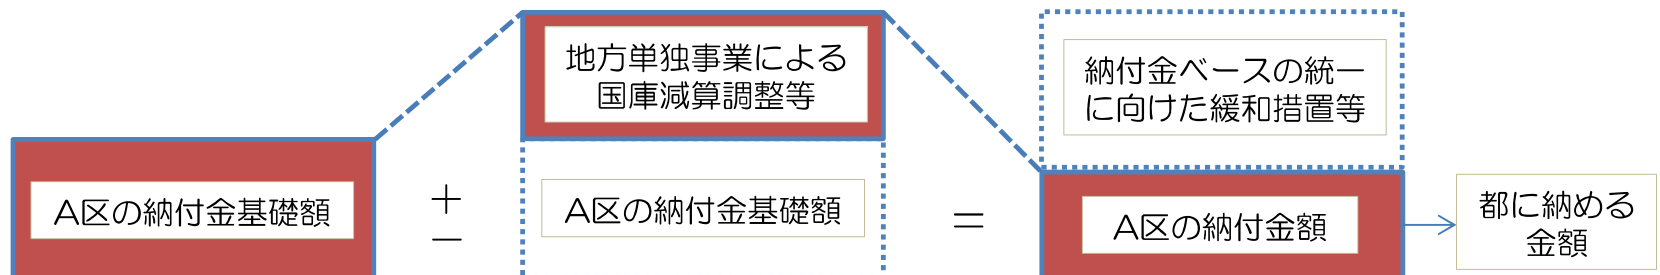 A区の納付金基礎額
＋
－
地方単独事業による
国庫減算調整等
A区の納付金基礎額
＝
納付金ベースの統一
に向けた緩和措置等
A区の納付金額
都に納める
金額